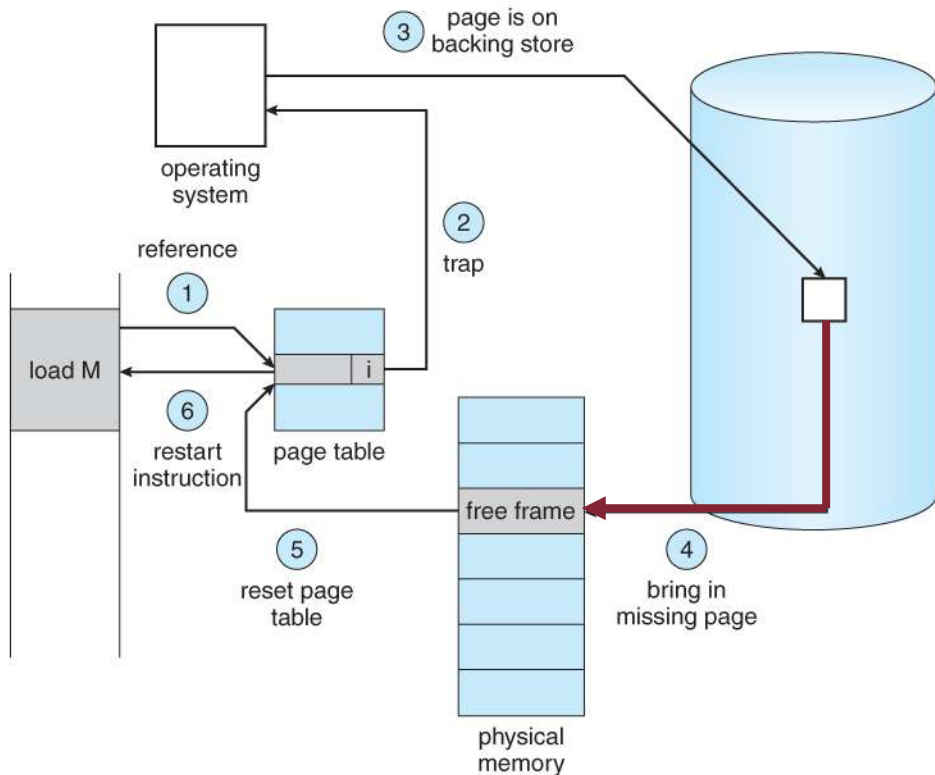 3
page is on
backing store
operating
system
2
trap
reference
1
load M
i
6
restart
instruction
page table
free frame
5
reset page
table
4
bring in
missing page
physical
memory